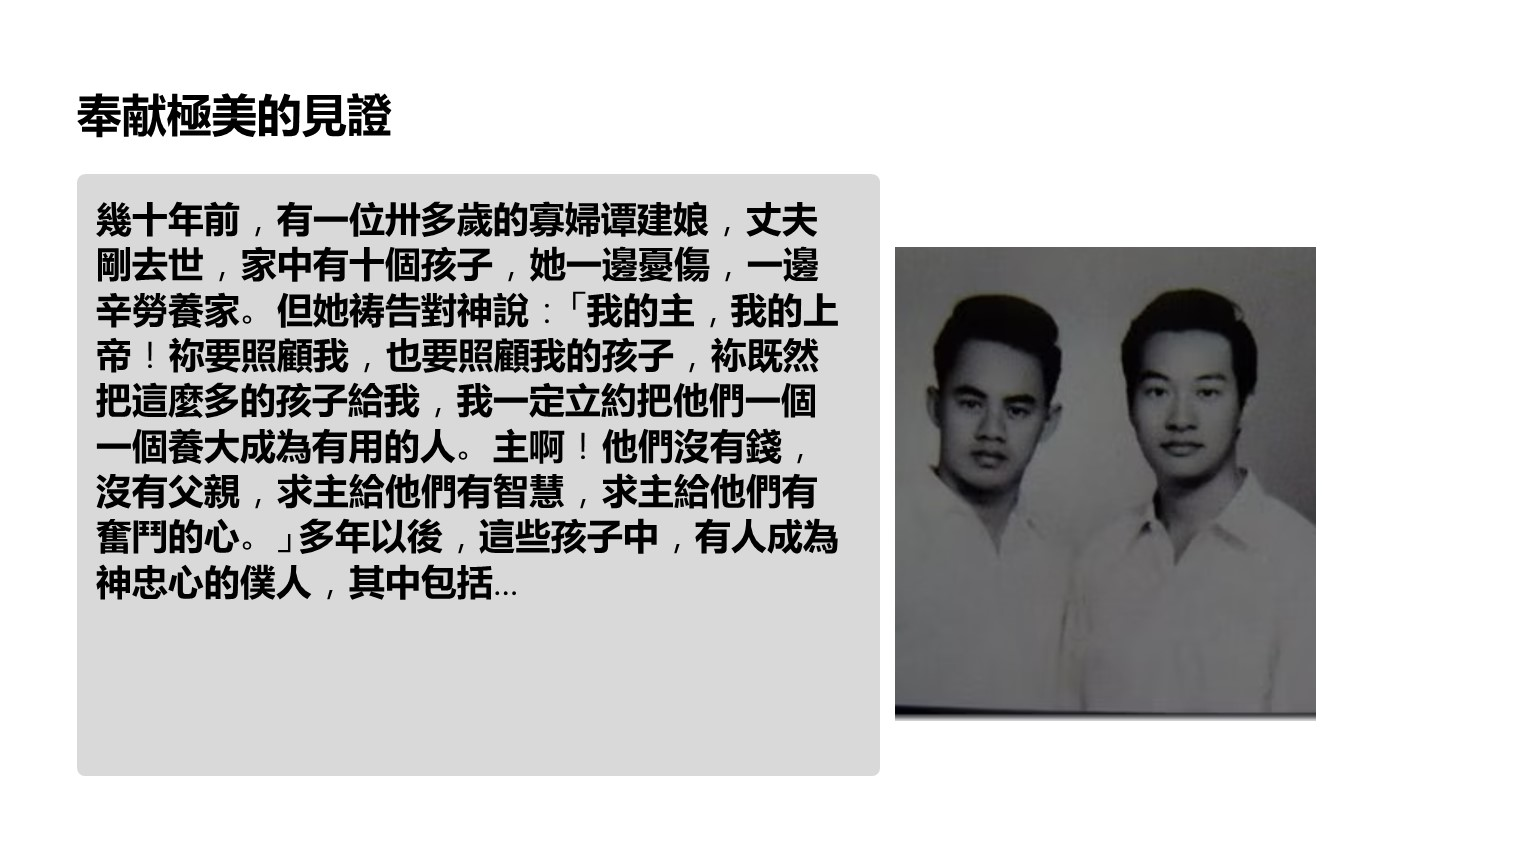 奉献極美的見證
幾十年前，有一位卅多歲的寡婦谭建娘，丈夫
剛去世，家中有十個孩子，她一邊憂傷，一邊
辛勞養家。但她祷告對神說：「我的主，我的上
帝！祢要照顧我，也要照顧我的孩子，袮既然
把這麼多的孩子給我，我一定立約把他們一個
一個養大成為有用的人。主啊！他們沒有錢，
沒有父親，求主給他們有智慧，求主給他們有
奮鬥的心。」多年以後，這些孩子中，有人成為
神忠心的僕人，其中包括...